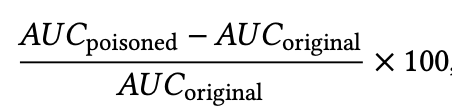 AUC_poisoned − AUC_original
AUC_original
× 100,